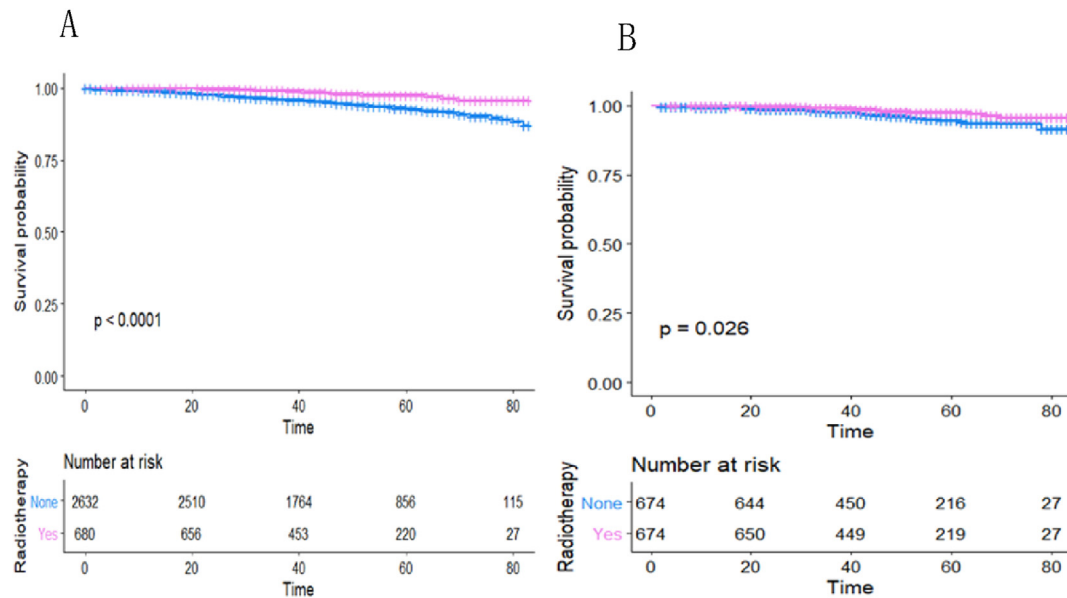 A
Survival probability
1.00
0.75
0.50
0.25
0.00
p < 0.0001
0 20 40 60 80
Time
Number at risk
Radiotherapy
None 2632 2510 1764 856 115
Yes 680 656 453 220 27
0 20 40 60 80
Time
B
Survival probability
1.00
0.75
0.50
0.25
0.00
p = 0.026
0 20 40 60 80
Time
Number at risk
Radiotherapy
None 674 644 450 216 27
Yes 674 650 449 219 27
0 20 40 60 80
Time